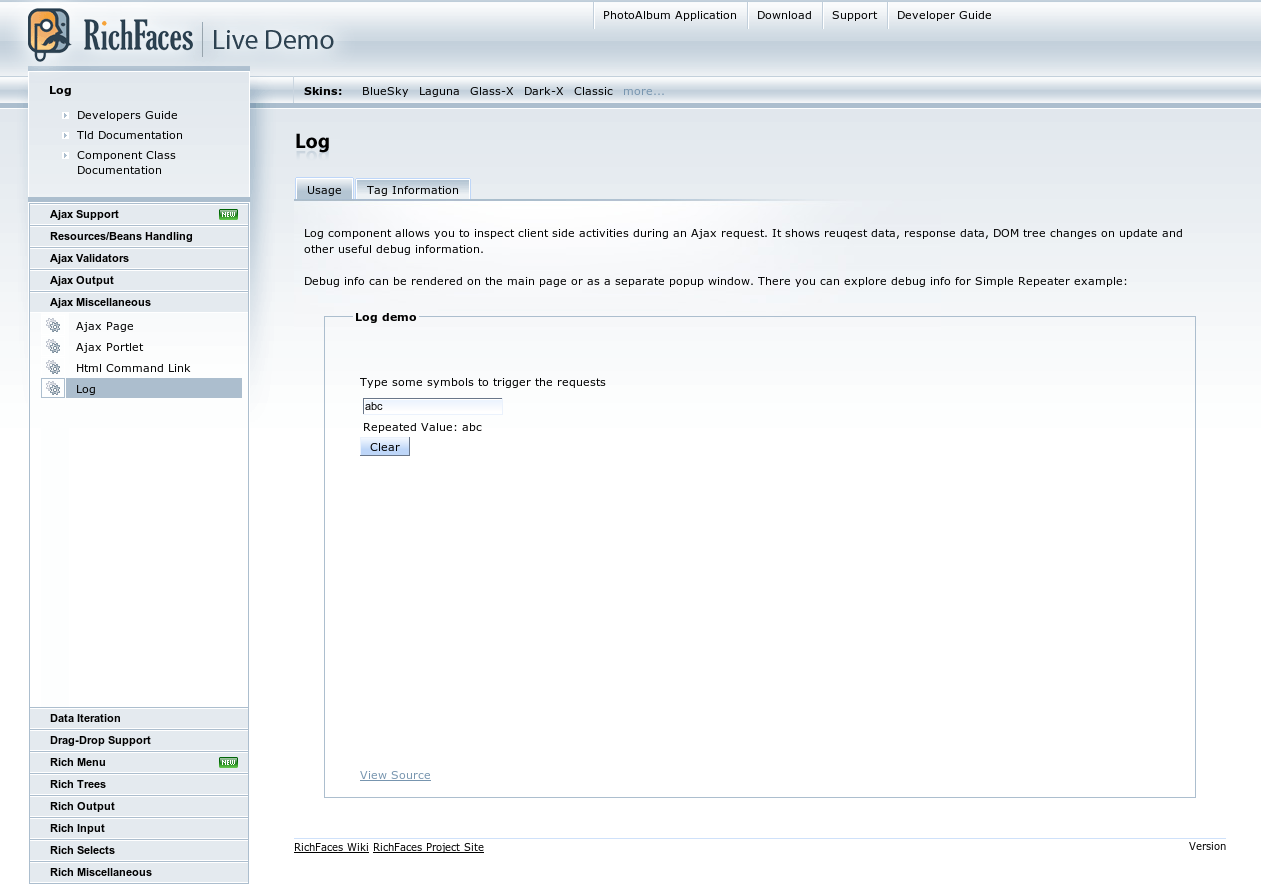 RichFaces Live Demo
PhotoAlbum Application Download Support Developer Guide
Skins: BlueSky Laguna Glass-X Dark-X Classic more...
Log
Developers Guide
Tld Documentation
Component Class
Documentation
Ajax Support NEW
Resources/Beans Handling
Ajax Validators
Ajax Output
Ajax Miscellaneous
Ajax Page
Ajax Portlet
Html Command Link
Log
Data Iteration
Drag-Drop Support
Rich Menu NEW
Rich Trees
Rich Output
Rich Input
Rich Selects
Rich Miscellaneous
Log
Usage Tag Information
Log component allows you to inspect client side activities during an Ajax request. It shows reuqest data, response data, DOM tree changes on update and
other useful debug information.
Debug info can be rendered on the main page or as a separate popup window. There you can explore debug info for Simple Repeater example:
Log demo
Type some symbols to trigger the requests
abc
Repeated Value: abc
Clear
View Source
RichFaces Wiki RichFaces Project Site Version